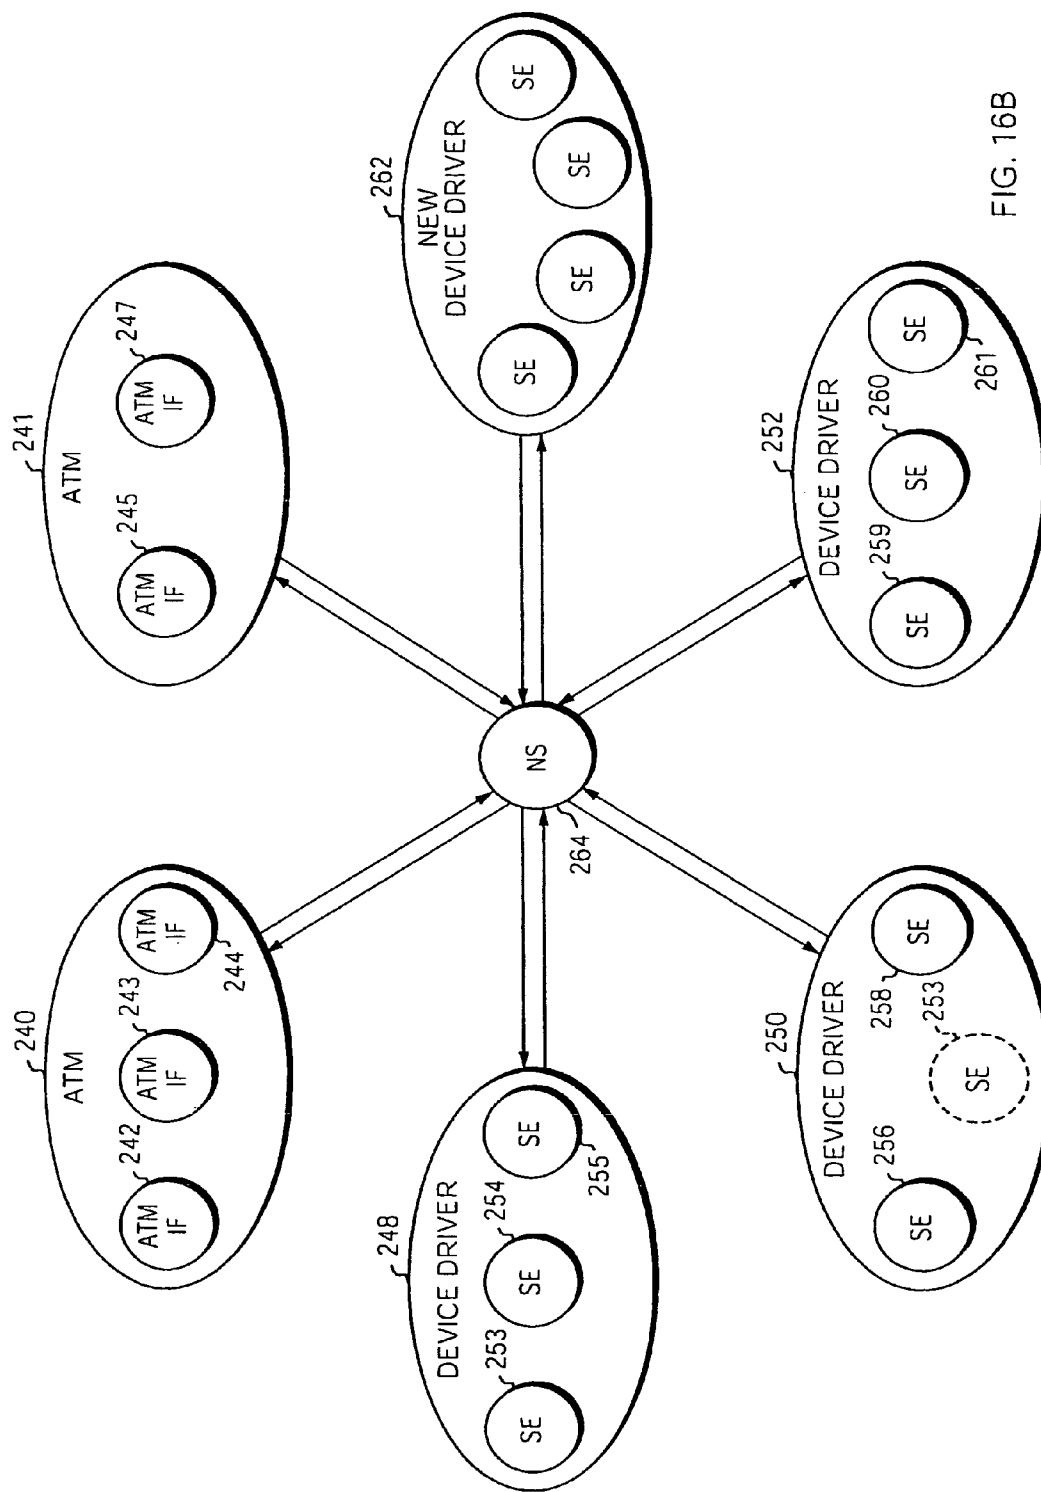 240
ATM
242
ATM
IF
243
ATM
IF
ATM
IF
244
241
ATM
245
ATM
IF
247
ATM
IF
248
DEVICE DRIVER
253
SE
254
SE
SE
255
NS
264
262
NEW
DEVICE DRIVER
SE
SE
SE
SE
250
DEVICE DRIVER
256
SE
258
SE
253
SE
252
DEVICE DRIVER
259
SE
260
SE
SE
261
FIG. 16B